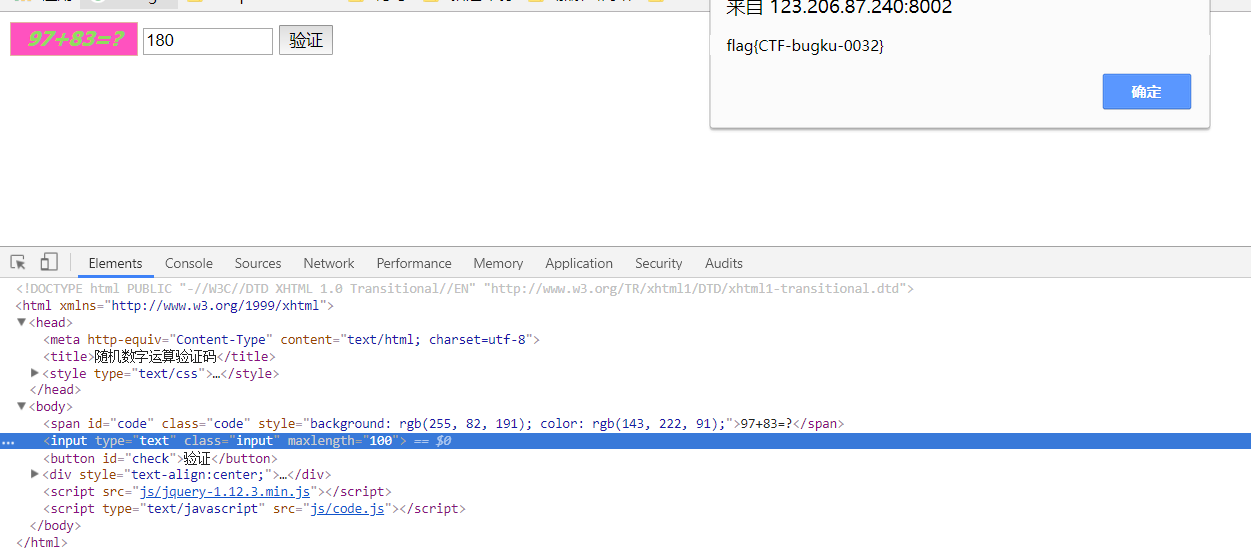 来自 123.206.87.240:8002
97+83=? 180 验证
flag{CTF-bugku-0032}
确定
Elements Console Sources Network Performance Memory Application Security Audits
<!DOCTYPE html PUBLIC "-//W3C//DTD XHTML 1.0 Transitional//EN" "http://www.w3.org/TR/xhtml1/DTD/xhtml1-transitional.dtd">
<html xmlns="http://www.w3.org/1999/xhtml">
▼<head>
<meta http-equiv="Content-Type" content="text/html; charset=utf-8">
<title>随机数字运算验证码</title>
▶<style type="text/css">…</style>
</head>
▼<body>
<span id="code" class="code" style="background: rgb(255, 82, 191); color: rgb(143, 222, 91);">97+83=?</span>
... <input type="text" class="input" maxlength="100"> == $0
<button id="check">验证</button>
▶<div style="text-align:center;">…</div>
<script src="js/jquery-1.12.3.min.js"></script>
<script type="text/javascript" src="js/code.js"></script>
</body>
</html>